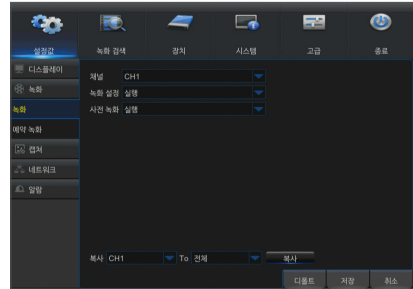 설정값 녹화 검색 장치 시스템 고급 종료
디스플레이
녹화
녹화
예약 녹화
캡처
네트워크
알람
채널 CH1
녹화 설정 실행
사전 녹화 실행
복사 CH1 To 전체 복사
디폴트 저장 취소